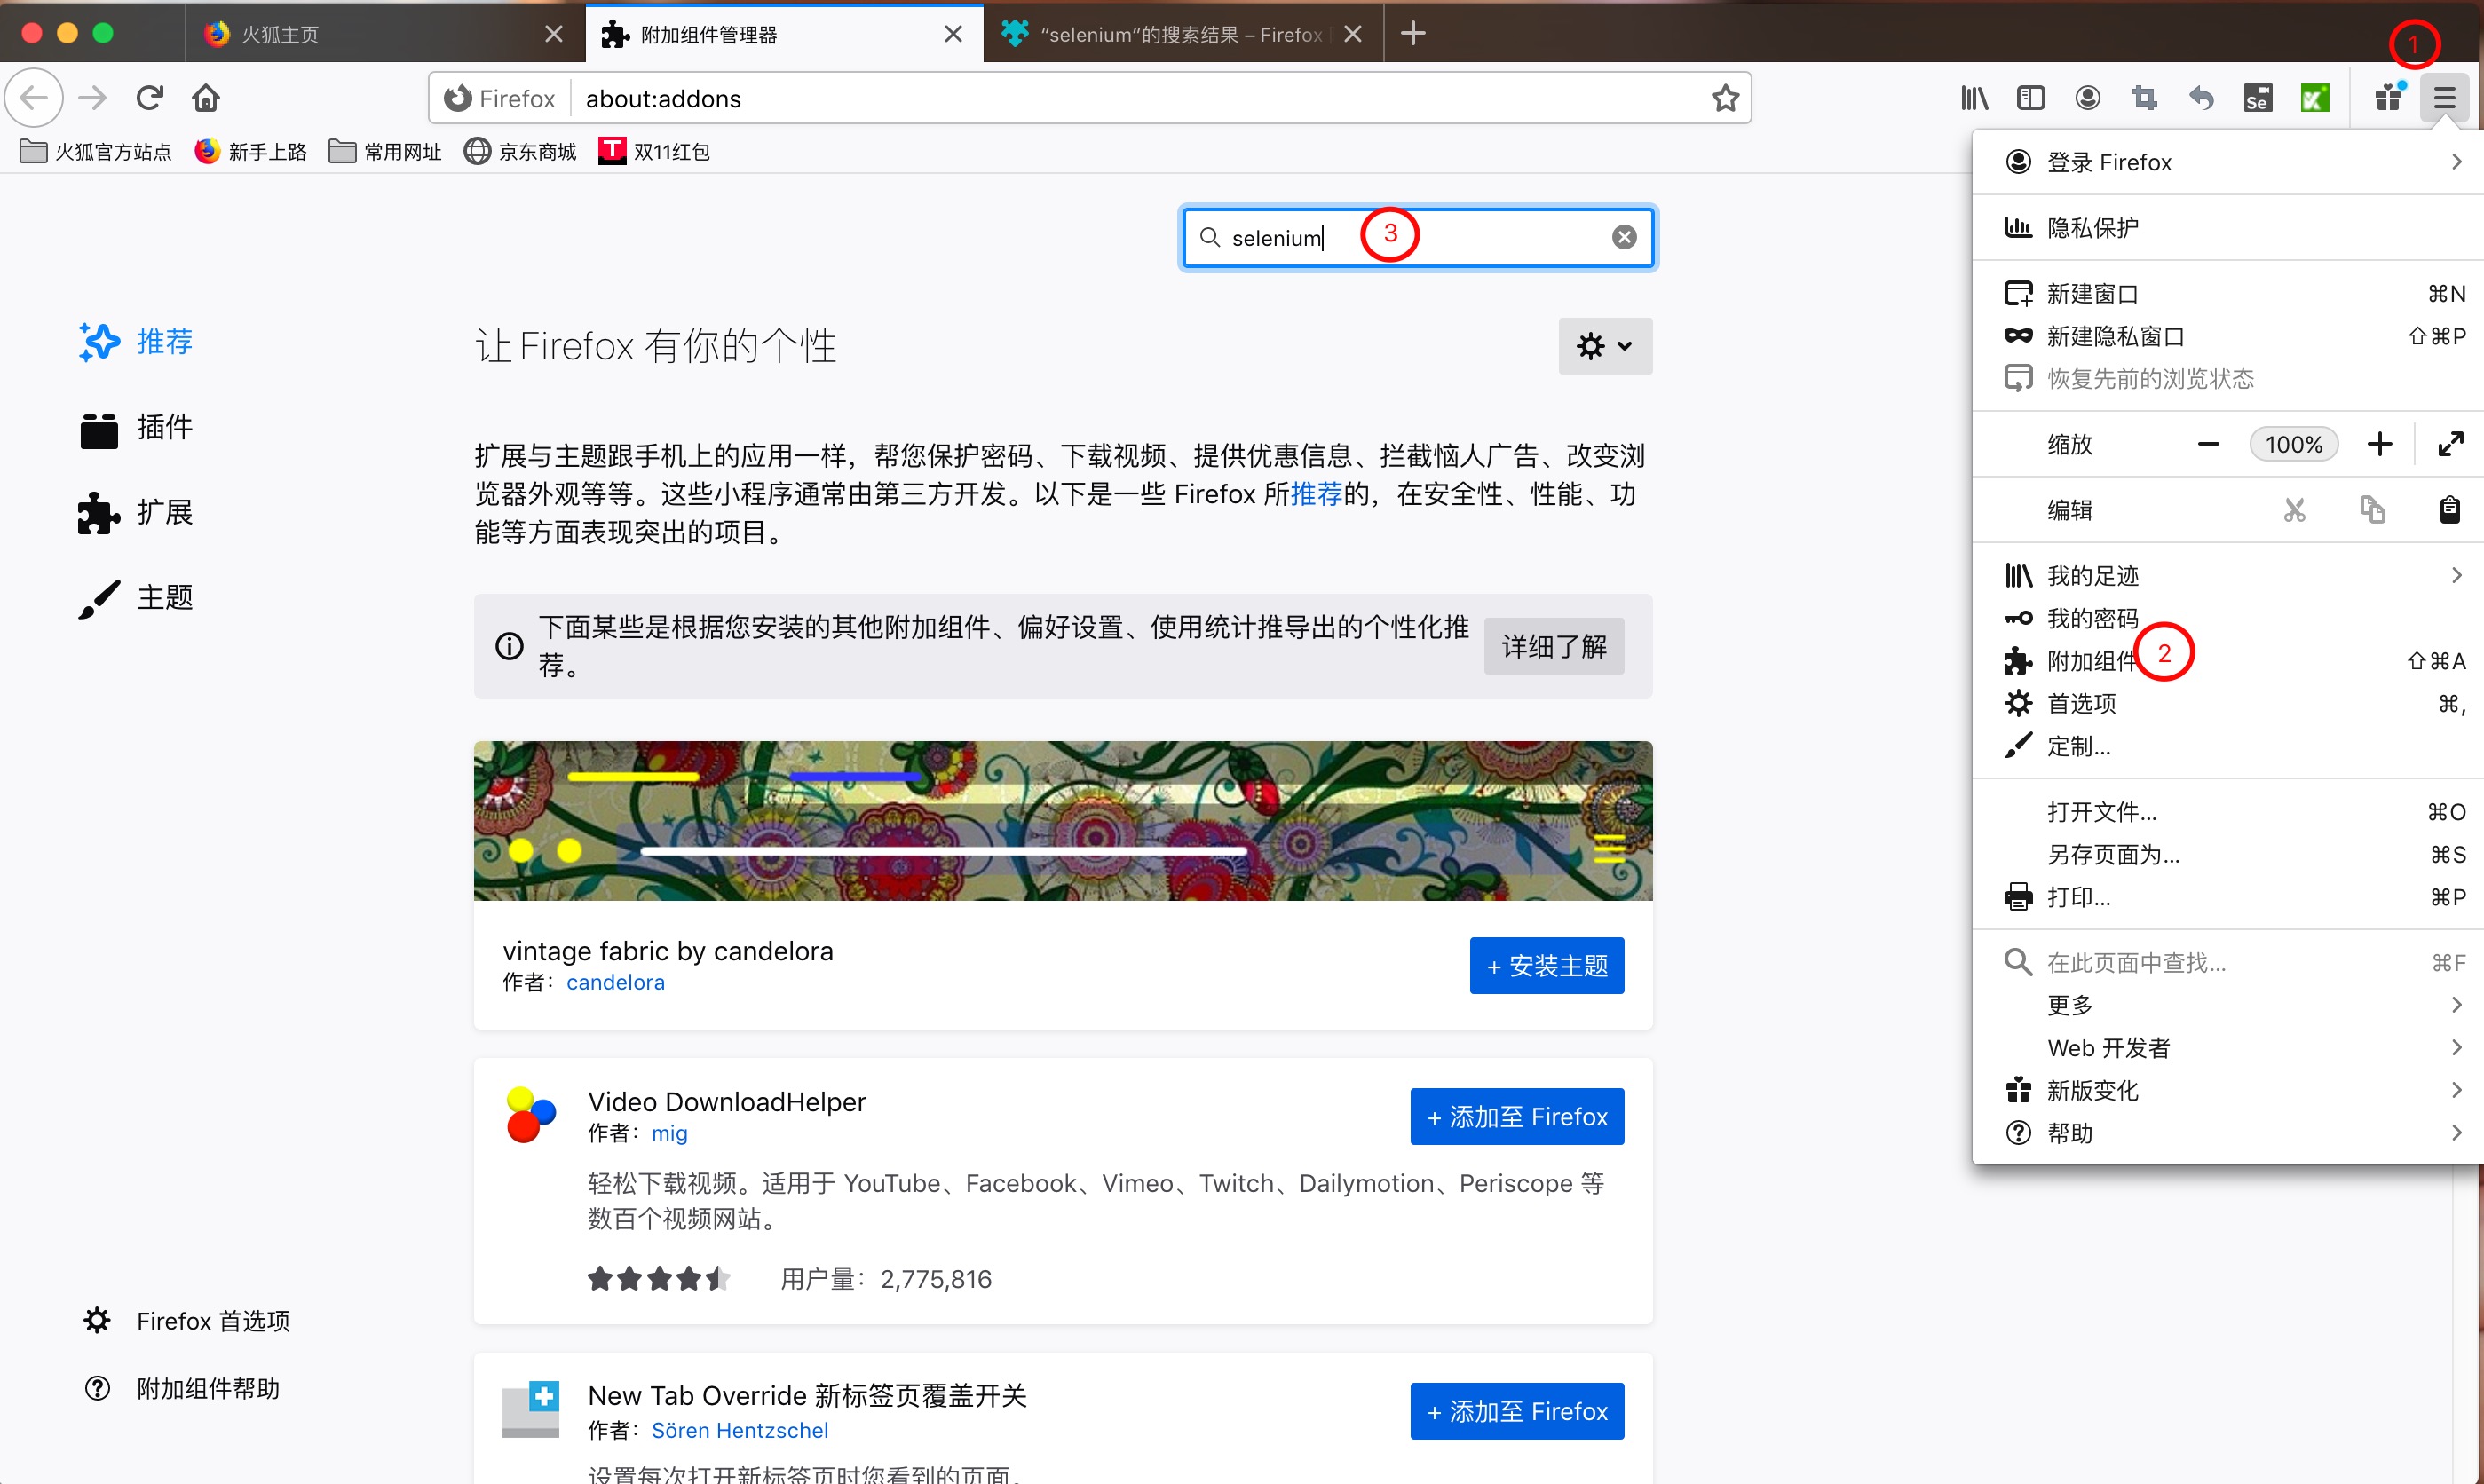 火狐主页
附加组件管理器
“selenium”的搜索结果 – Firefox
1
Firefox
about:addons
Se
火狐官方站点
新手上路
常用网址
京东商城
T
双11红包
selenium
3
推荐
插件
扩展
主题
让 Firefox 有你的个性
扩展与主题跟手机上的应用一样，帮您保护密码、下载视频、提供优惠信息、拦截恼人广告、改变浏
览器外观等等。这些小程序通常由第三方开发。以下是一些 Firefox 所推荐的，在安全性、性能、功
能等方面表现突出的项目。
下面某些是根据您安装的其他附加组件、偏好设置、使用统计推导出的个性化推
荐。
详细了解
vintage fabric by candelora
作者： candelora
+ 安装主题
Video DownloadHelper
作者： mig
+ 添加至 Firefox
轻松下载视频。适用于 YouTube、Facebook、Vimeo、Twitch、Dailymotion、Periscope 等
数百个视频网站。
用户量： 2,775,816
New Tab Override 新标签页覆盖开关
作者： Sören Hentzschel
+ 添加至 Firefox
设置每次打开新标签页时您看到的页面。
Firefox 首选项
附加组件帮助
登录 Firefox
隐私保护
新建窗口 ⌘N
新建隐私窗口 ⇧⌘P
恢复先前的浏览状态
缩放 − 100% +
编辑
我的足迹
我的密码
附加组件 ⇧⌘A
2
首选项 ⌘,
定制...
打开文件... ⌘O
另存页面为... ⌘S
打印... ⌘P
在此页面中查找... ⌘F
更多
Web 开发者
新版变化
帮助